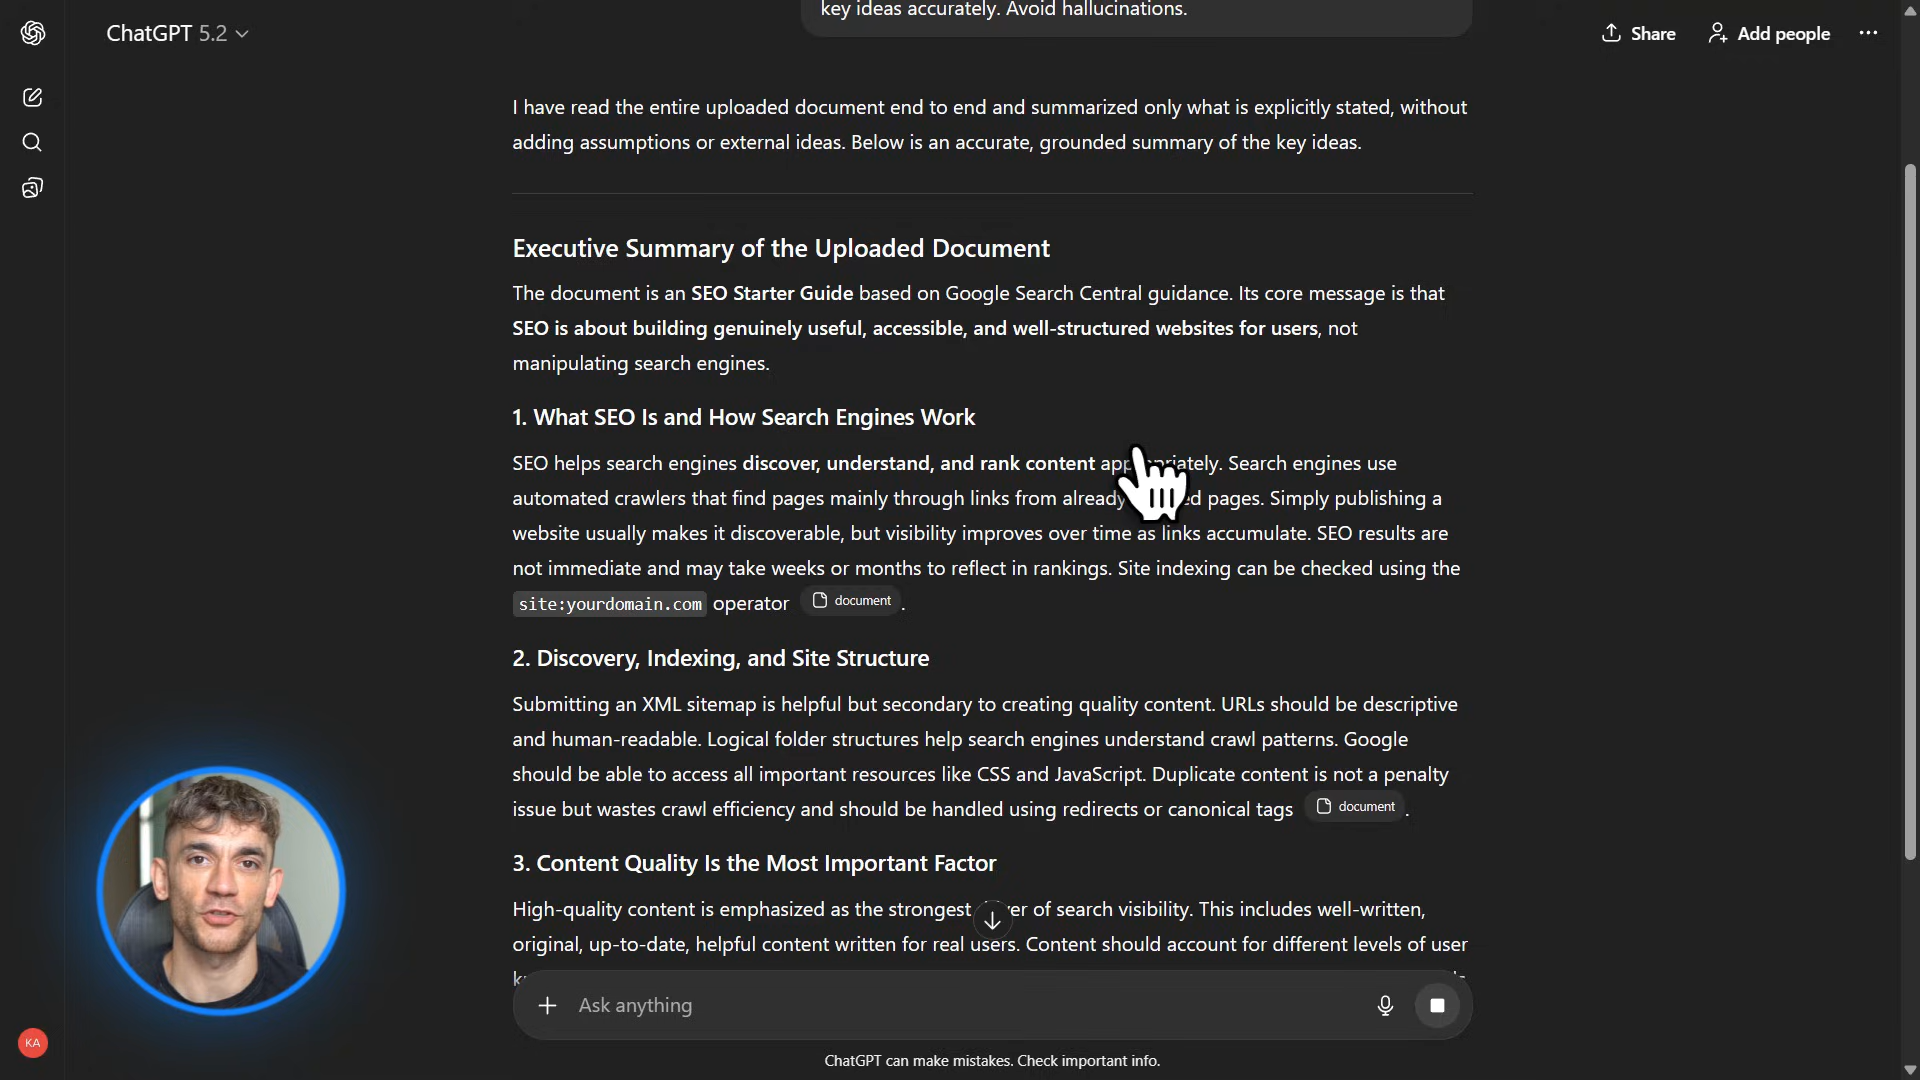 key ideas accurately. Avoid hallucinations.
ChatGPT 5.2
Share
Add people
I have read the entire uploaded document end to end and summarized only what is explicitly stated, without
adding assumptions or external ideas. Below is an accurate, grounded summary of the key ideas.
Executive Summary of the Uploaded Document
The document is an SEO Starter Guide based on Google Search Central guidance. Its core message is that
SEO is about building genuinely useful, accessible, and well-structured websites for users, not
manipulating search engines.
1. What SEO Is and How Search Engines Work
SEO helps search engines discover, understand, and rank content Search engines use
automated crawlers that find pages mainly through links from already pages. Simply publishing a
website usually makes it discoverable, but visibility improves over time as links accumulate. SEO results are
not immediate and may take weeks or months to reflect in rankings. Site indexing can be checked using the
site:yourdomain.com operator document.
2. Discovery, Indexing, and Site Structure
Submitting an XML sitemap is helpful but secondary to creating quality content. URLs should be descriptive
and human-readable. Logical folder structures help search engines understand crawl patterns. Google
should be able to access all important resources like CSS and JavaScript. Duplicate content is not a penalty
issue but wastes crawl efficiency and should be handled using redirects or canonical tags document.
3. Content Quality Is the Most Important Factor
High-quality content is emphasized as the strongest of search visibility. This includes well-written,
original, up-to-date, helpful content written for real users. Content should account for different levels of user
Ask anything
KA
ChatGPT can make mistakes. Check important info.